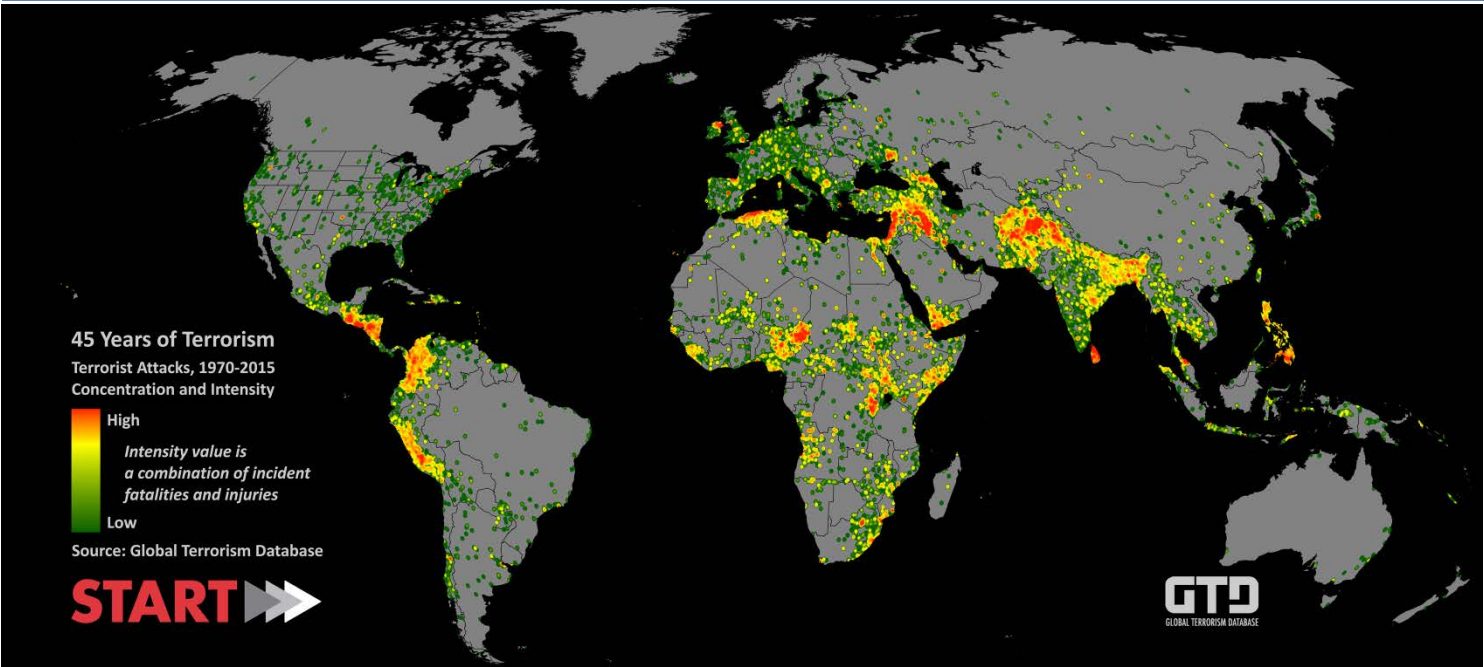 45 Years of Terrorism
Terrorist Attacks, 1970-2015
Concentration and Intensity
High
Intensity value is
a combination of incident
fatalities and injuries
Low
Source: Global Terrorism Database
START
GTD
GLOBAL TERRORISM DATABASE